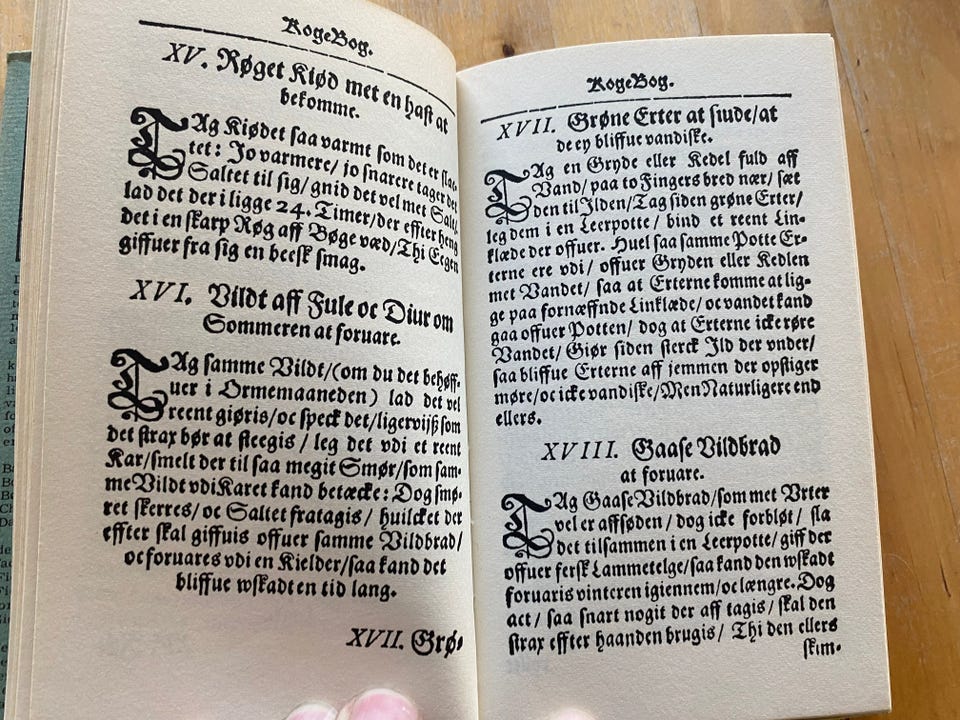 KogeBog.
XV. Røget Kiød met en hast at
bekomme.
TAg Kiødet saa varmt som det er slac-
tet: Jo varmere/ jo snarere tager det
Saltet til sig/ gnid det vel met Salt/
lad det der i ligge 24. Timer/ der effter heng
det i en skarp Røg aff Bøge væd/ Thi Eegen
giffuer fra sig en beesk smag.
XVI. Vildt aff Fule oc Diur om
Sommeren at foruare.
TAg samme Vildt/ (om du det behøff-
uer i Ormemaaneden) lad det vel
reent giøris/ oc speck det/ ligervijß som
det strax bør at steegis/ leg det vdi et reent
Kar/ smelt der til saa megit Smør/ som sam-
me Vildt vdi Karet kand betæcke: Dog smø-
ret skerres/ oc Saltet fratagis/ huilcket der
effter skal giffuis offuer samme Vildbrad/
oc foruares vdi en Kielder/ saa kand det
bliffue wskadt en tid lang.
XVII. Grø-
KogeBog.
XVII. Grøne Erter at siude/ at
de ey bliffue vandiske.
TAg en Gryde eller Kedel fuld aff
Vand/ paa to Fingers bred nær/ sæt
den til Ilden/ Tag siden grøne Erter/
leg dem i en Leerpotte/ bind et reent Lin-
klæde der offuer. Huel saa samme Potte Er-
terne ere vdi/ offuer Gryden eller Kedlen
met Vandet/ saa at Erterne komme at lig-
ge paa fornæffnde Linklæde/ oc vandet kand
gaa offuer Potten/ dog at Erterne icke røre
Vandet/ Giør siden sterck Ild der vnder/
saa bliffue Erterne aff jemmen der opstiger
møre/ oc icke vandiske/ Men Naturligere end
ellers.
XVIII. Gaase Vildbrad
at foruare.
TAg Gaase Vildbrad/ som met Vrter
vel er affsøden/ dog icke forbløt/ sla
det tilsammen i en Leerpotte/ giff der
offuer fersk Lammetelge/ saa kand den wskadt
foruaris vinteren igiennem/ oc længre. Dog
act/ saa snart nogit der aff tagis/ skal den
strax effter haanden brugis/ Thi den ellers
skim-